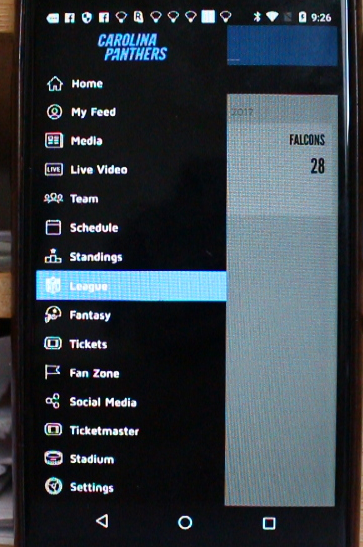 9:26
CAROLINA
PANTHERS
Home
My Feed
2017
Media
FALCONS
LIVE Live Video
28
Team
Schedule
Standings
League
Fantasy
Tickets
Fan Zone
Social Media
Ticketmaster
Stadium
Settings